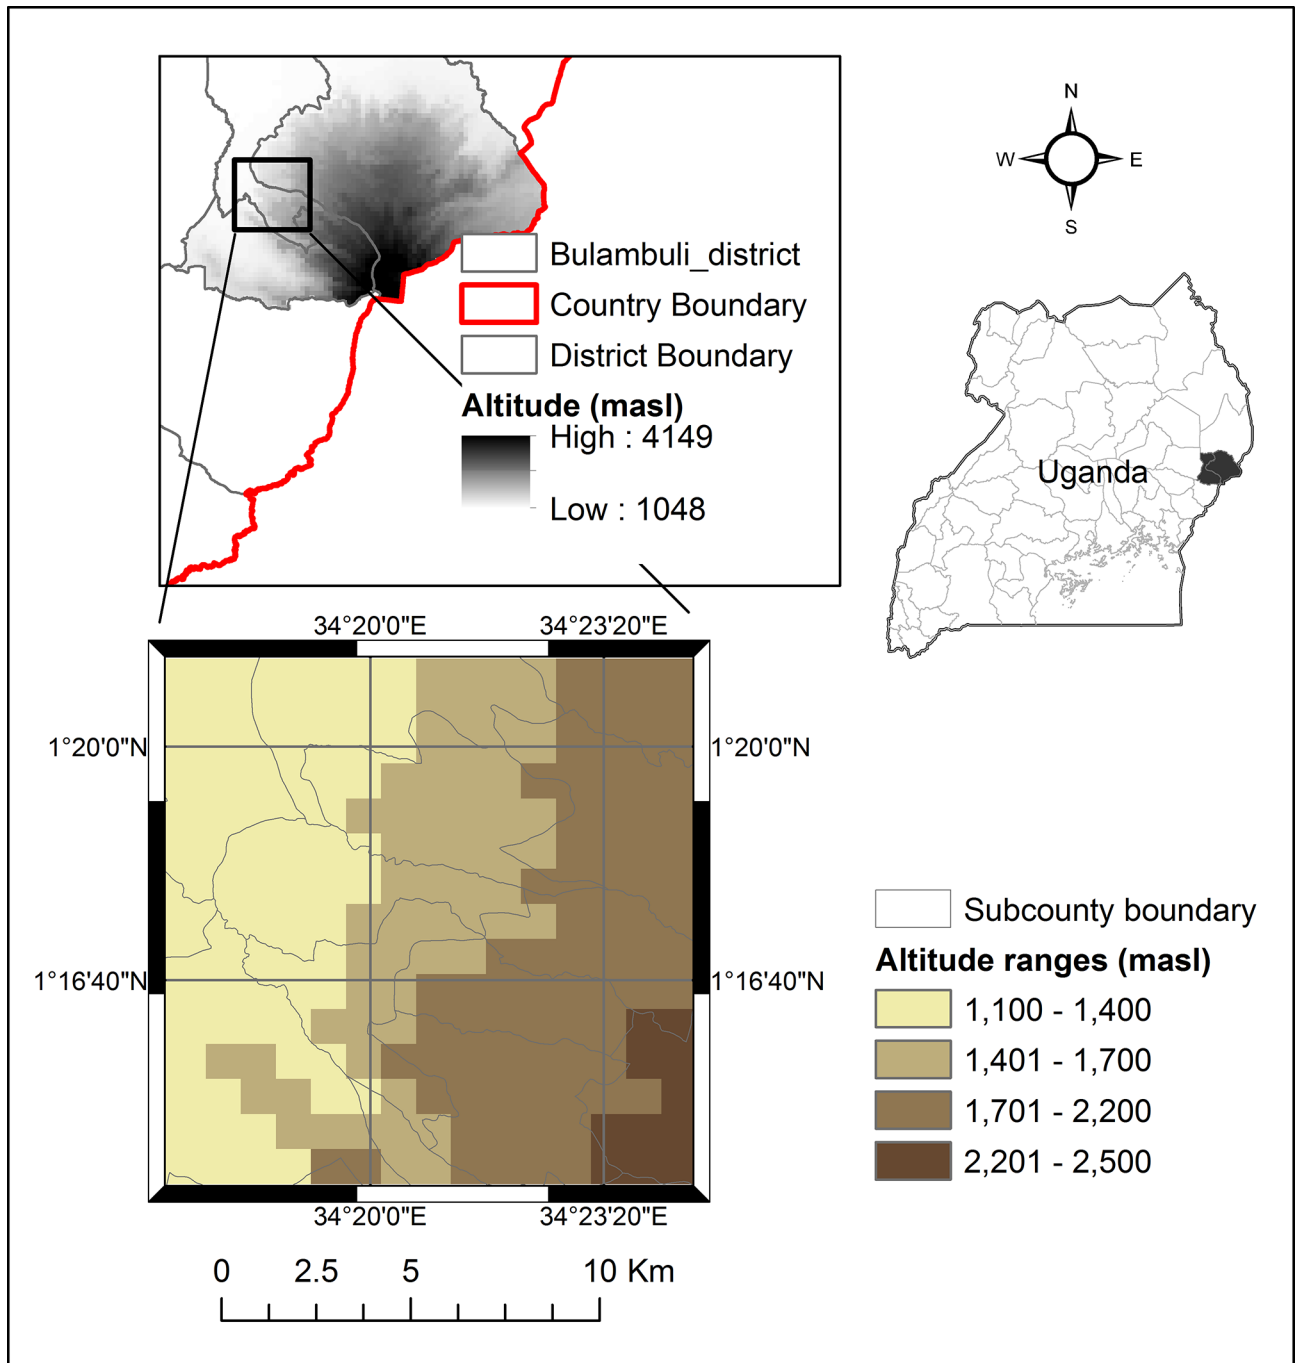 N
W E
S
Bulambuli_district
Country Boundary
District Boundary
Altitude (masl)
High : 4149
Low : 1048
Uganda
34°20'0"E 34°23'20"E
1°20'0"N 1°20'0"N
1°16'40"N 1°16'40"N
34°20'0"E 34°23'20"E
0 2.5 5 10 Km
Subcounty boundary
Altitude ranges (masl)
1,100 - 1,400
1,401 - 1,700
1,701 - 2,200
2,201 - 2,500